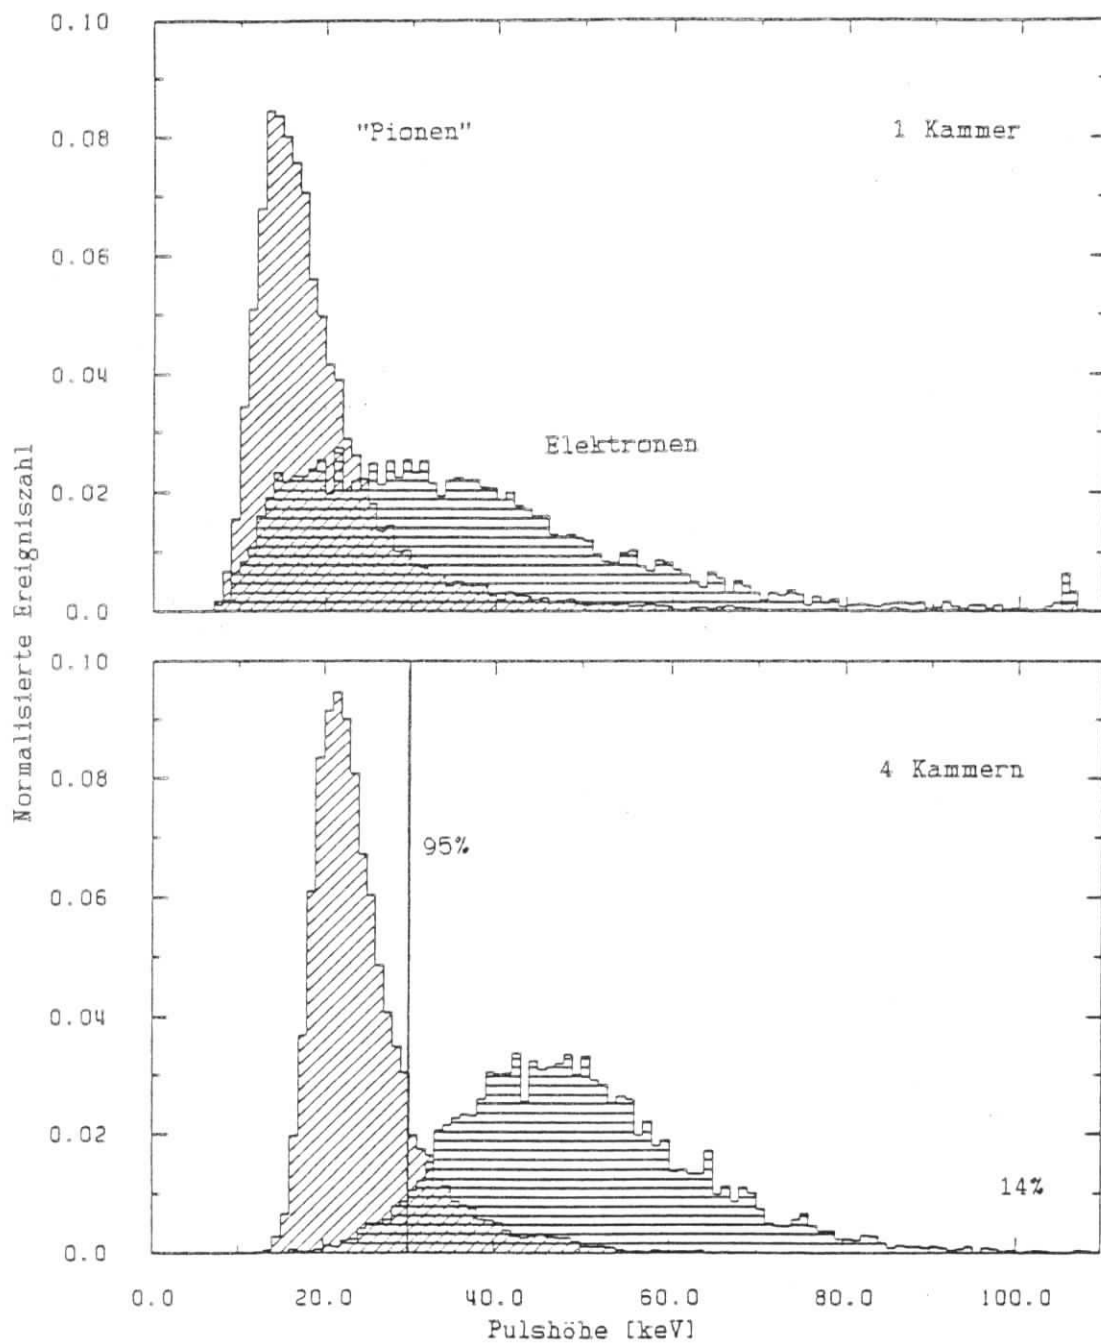 0.10
"Pionen"
1 Kammer
0.08
0.06
0.04
Elektronen
0.02
0.0
Normalisierte Ereigniszahl
0.10
4 Kammern
0.08
95%
0.06
0.04
0.02
14%
0.0
0.0 20.0 40.0 60.0 80.0 100.0
Pulshöhe [keV]